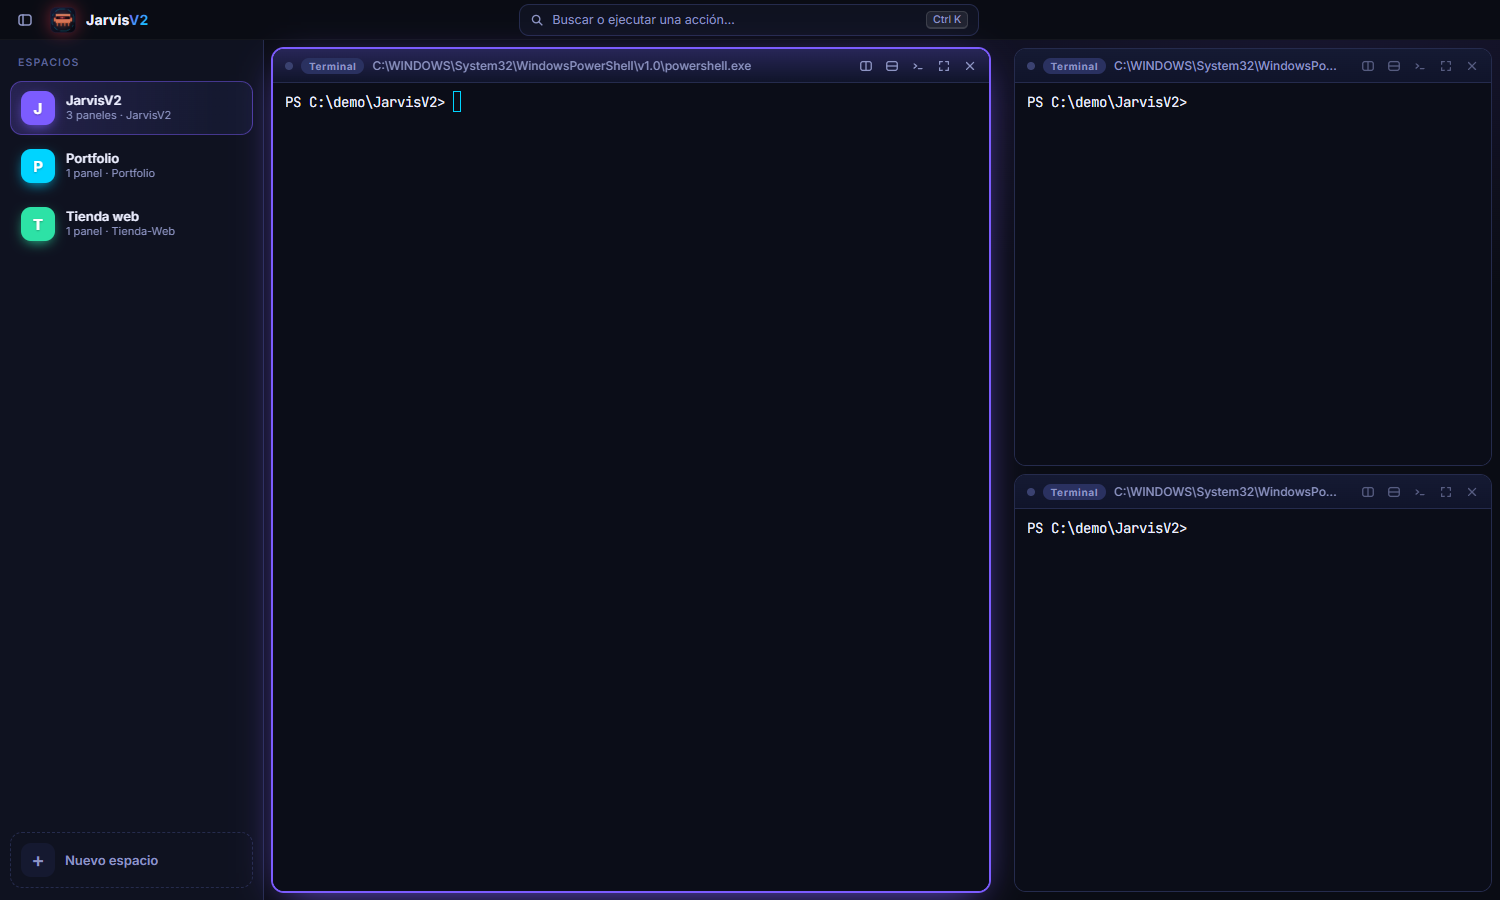 JarvisV2
Buscar o ejecutar una acción...
Ctrl K
ESPACIOS
J
JarvisV2
3 paneles · JarvisV2
P
Portfolio
1 panel · Portfolio
T
Tienda web
1 panel · Tienda-Web
+ Nuevo espacio
Terminal C:\WINDOWS\System32\WindowsPowerShell\v1.0\powershell.exe
PS C:\demo\JarvisV2>
Terminal C:\WINDOWS\System32\WindowsPo...
PS C:\demo\JarvisV2>
Terminal C:\WINDOWS\System32\WindowsPo...
PS C:\demo\JarvisV2>